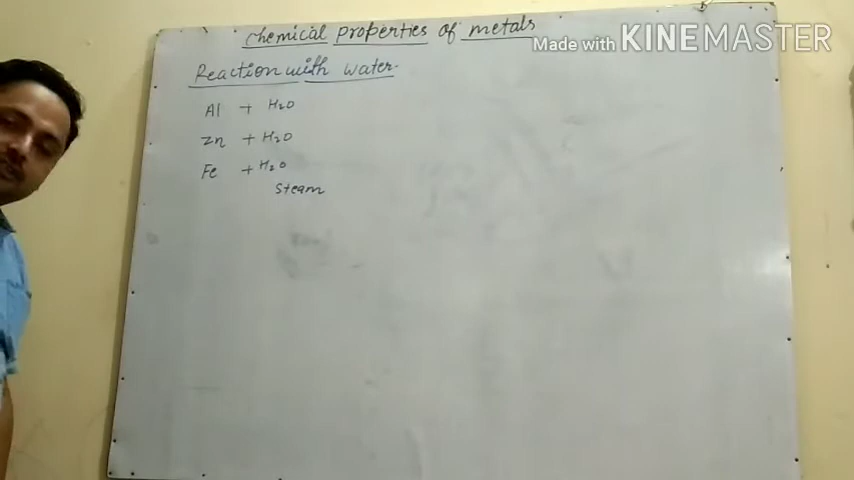 Chemical properties of metals
Made with KINEMASTER
Reaction with water.
Al + H₂O
Zn + H₂O
Fe + H₂O
Steam